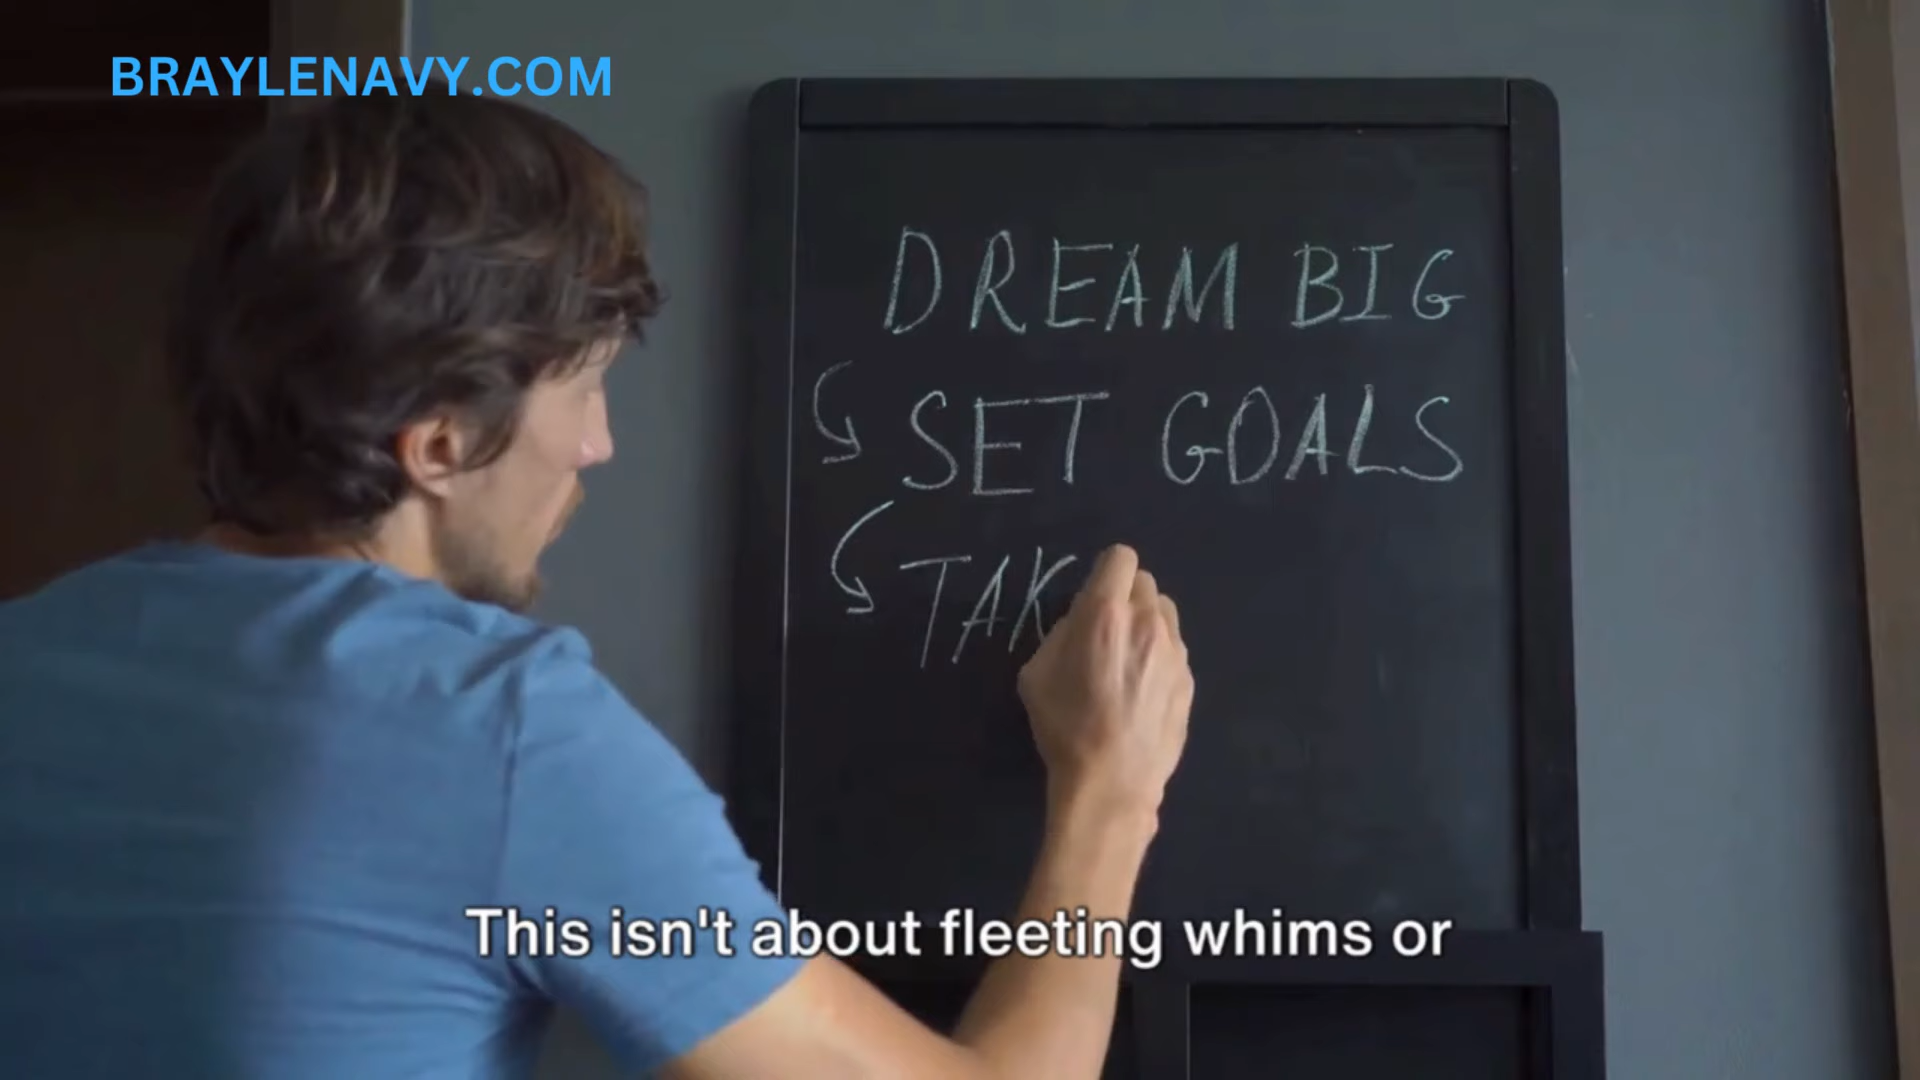 BRAYLENAVY.COM
DREAM BIG
SET GOALS
TAK
This isn't about fleeting whims or